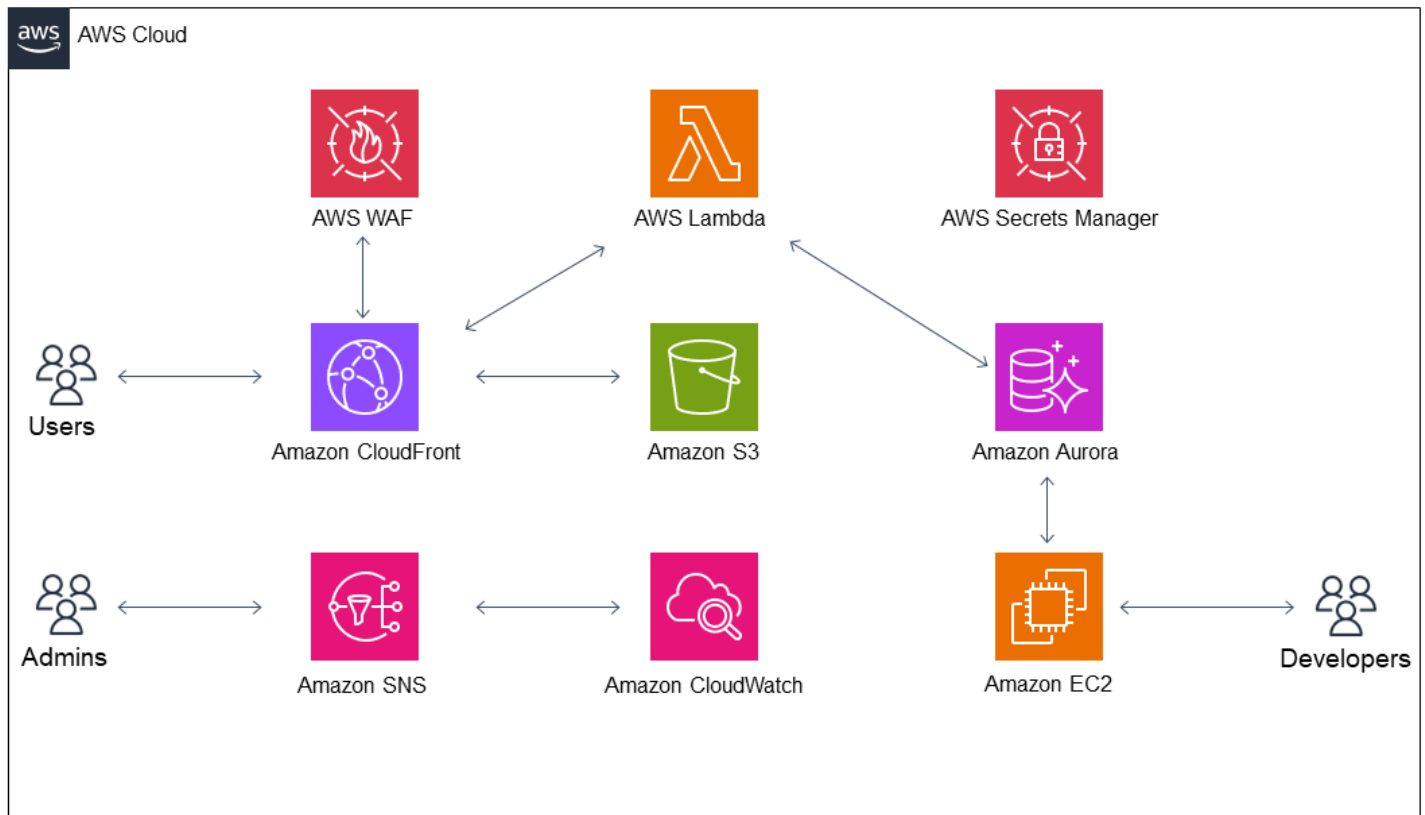 aws
AWS Cloud
AWS WAF
AWS Lambda
AWS Secrets Manager
Users
Amazon CloudFront
Amazon S3
Amazon Aurora
Admins
Amazon SNS
Amazon CloudWatch
Amazon EC2
Developers